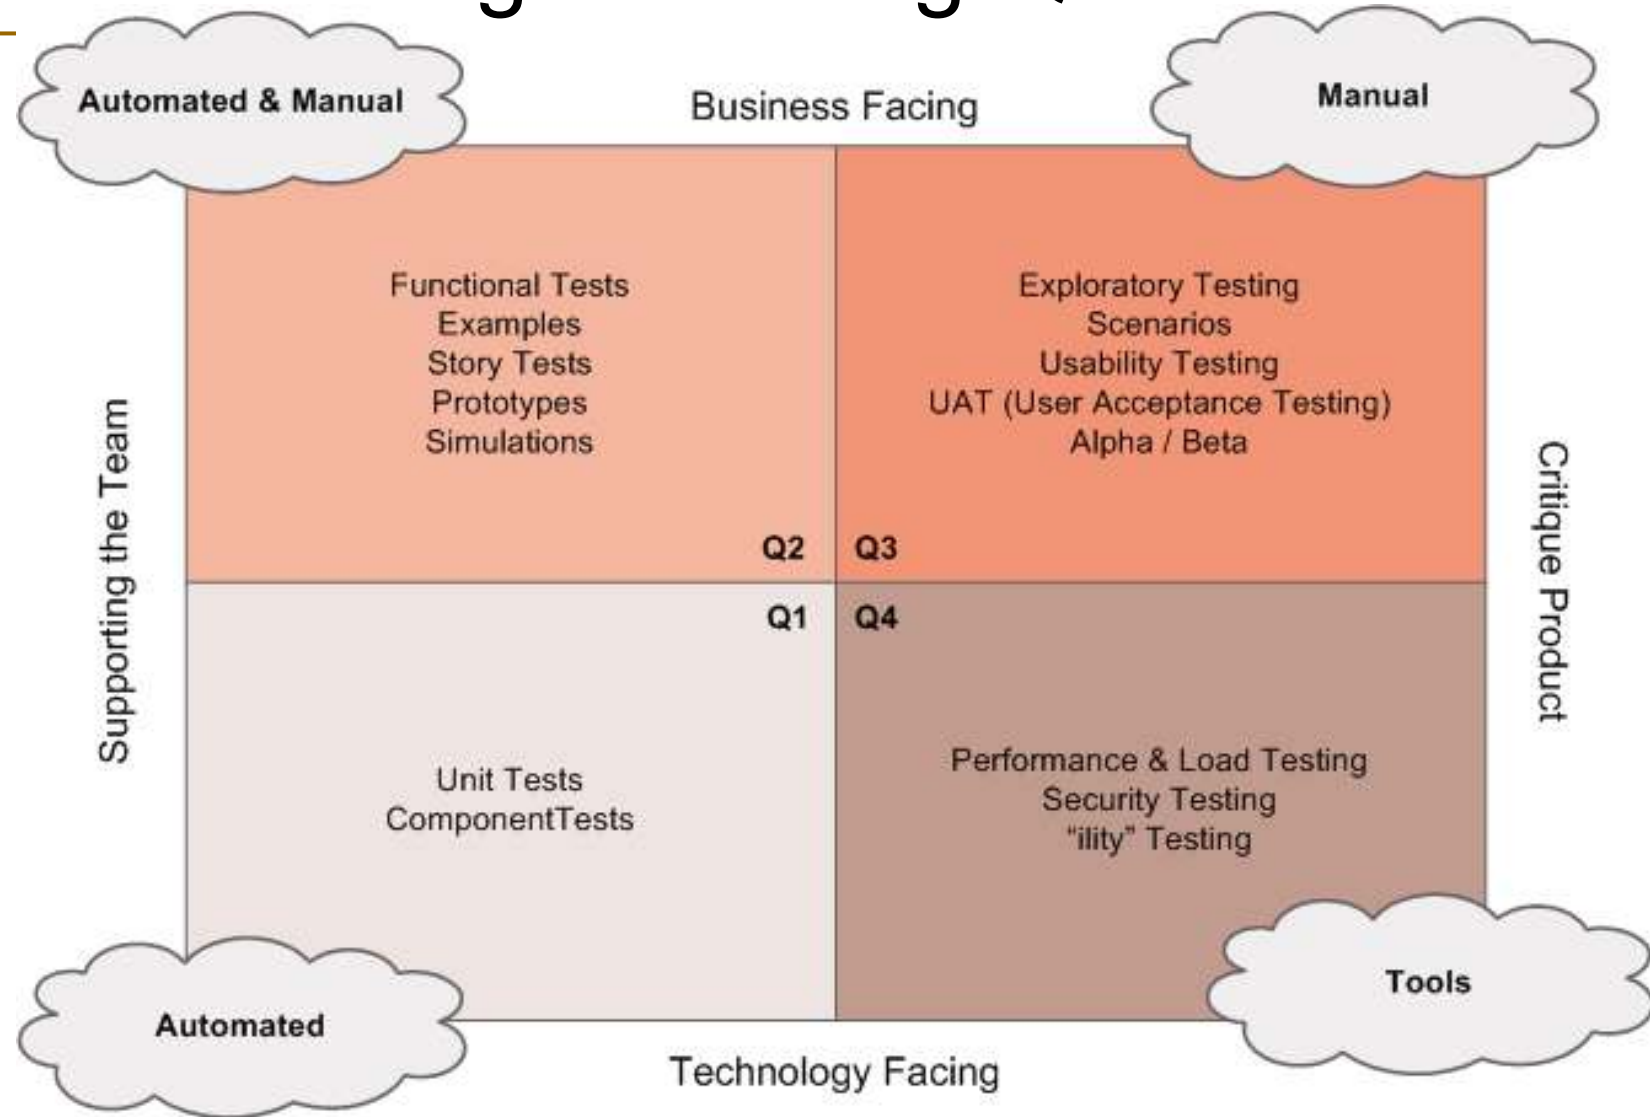 Automated & Manual
Business Facing
Manual
Functional Tests
Examples
Story Tests
Prototypes
Simulations
Q2
Exploratory Testing
Scenarios
Usability Testing
UAT (User Acceptance Testing)
Alpha / Beta
Q3
Supporting the Team
Critique Product
Q1
Unit Tests
ComponentTests
Q4
Performance & Load Testing
Security Testing
“ility” Testing
Automated
Technology Facing
Tools